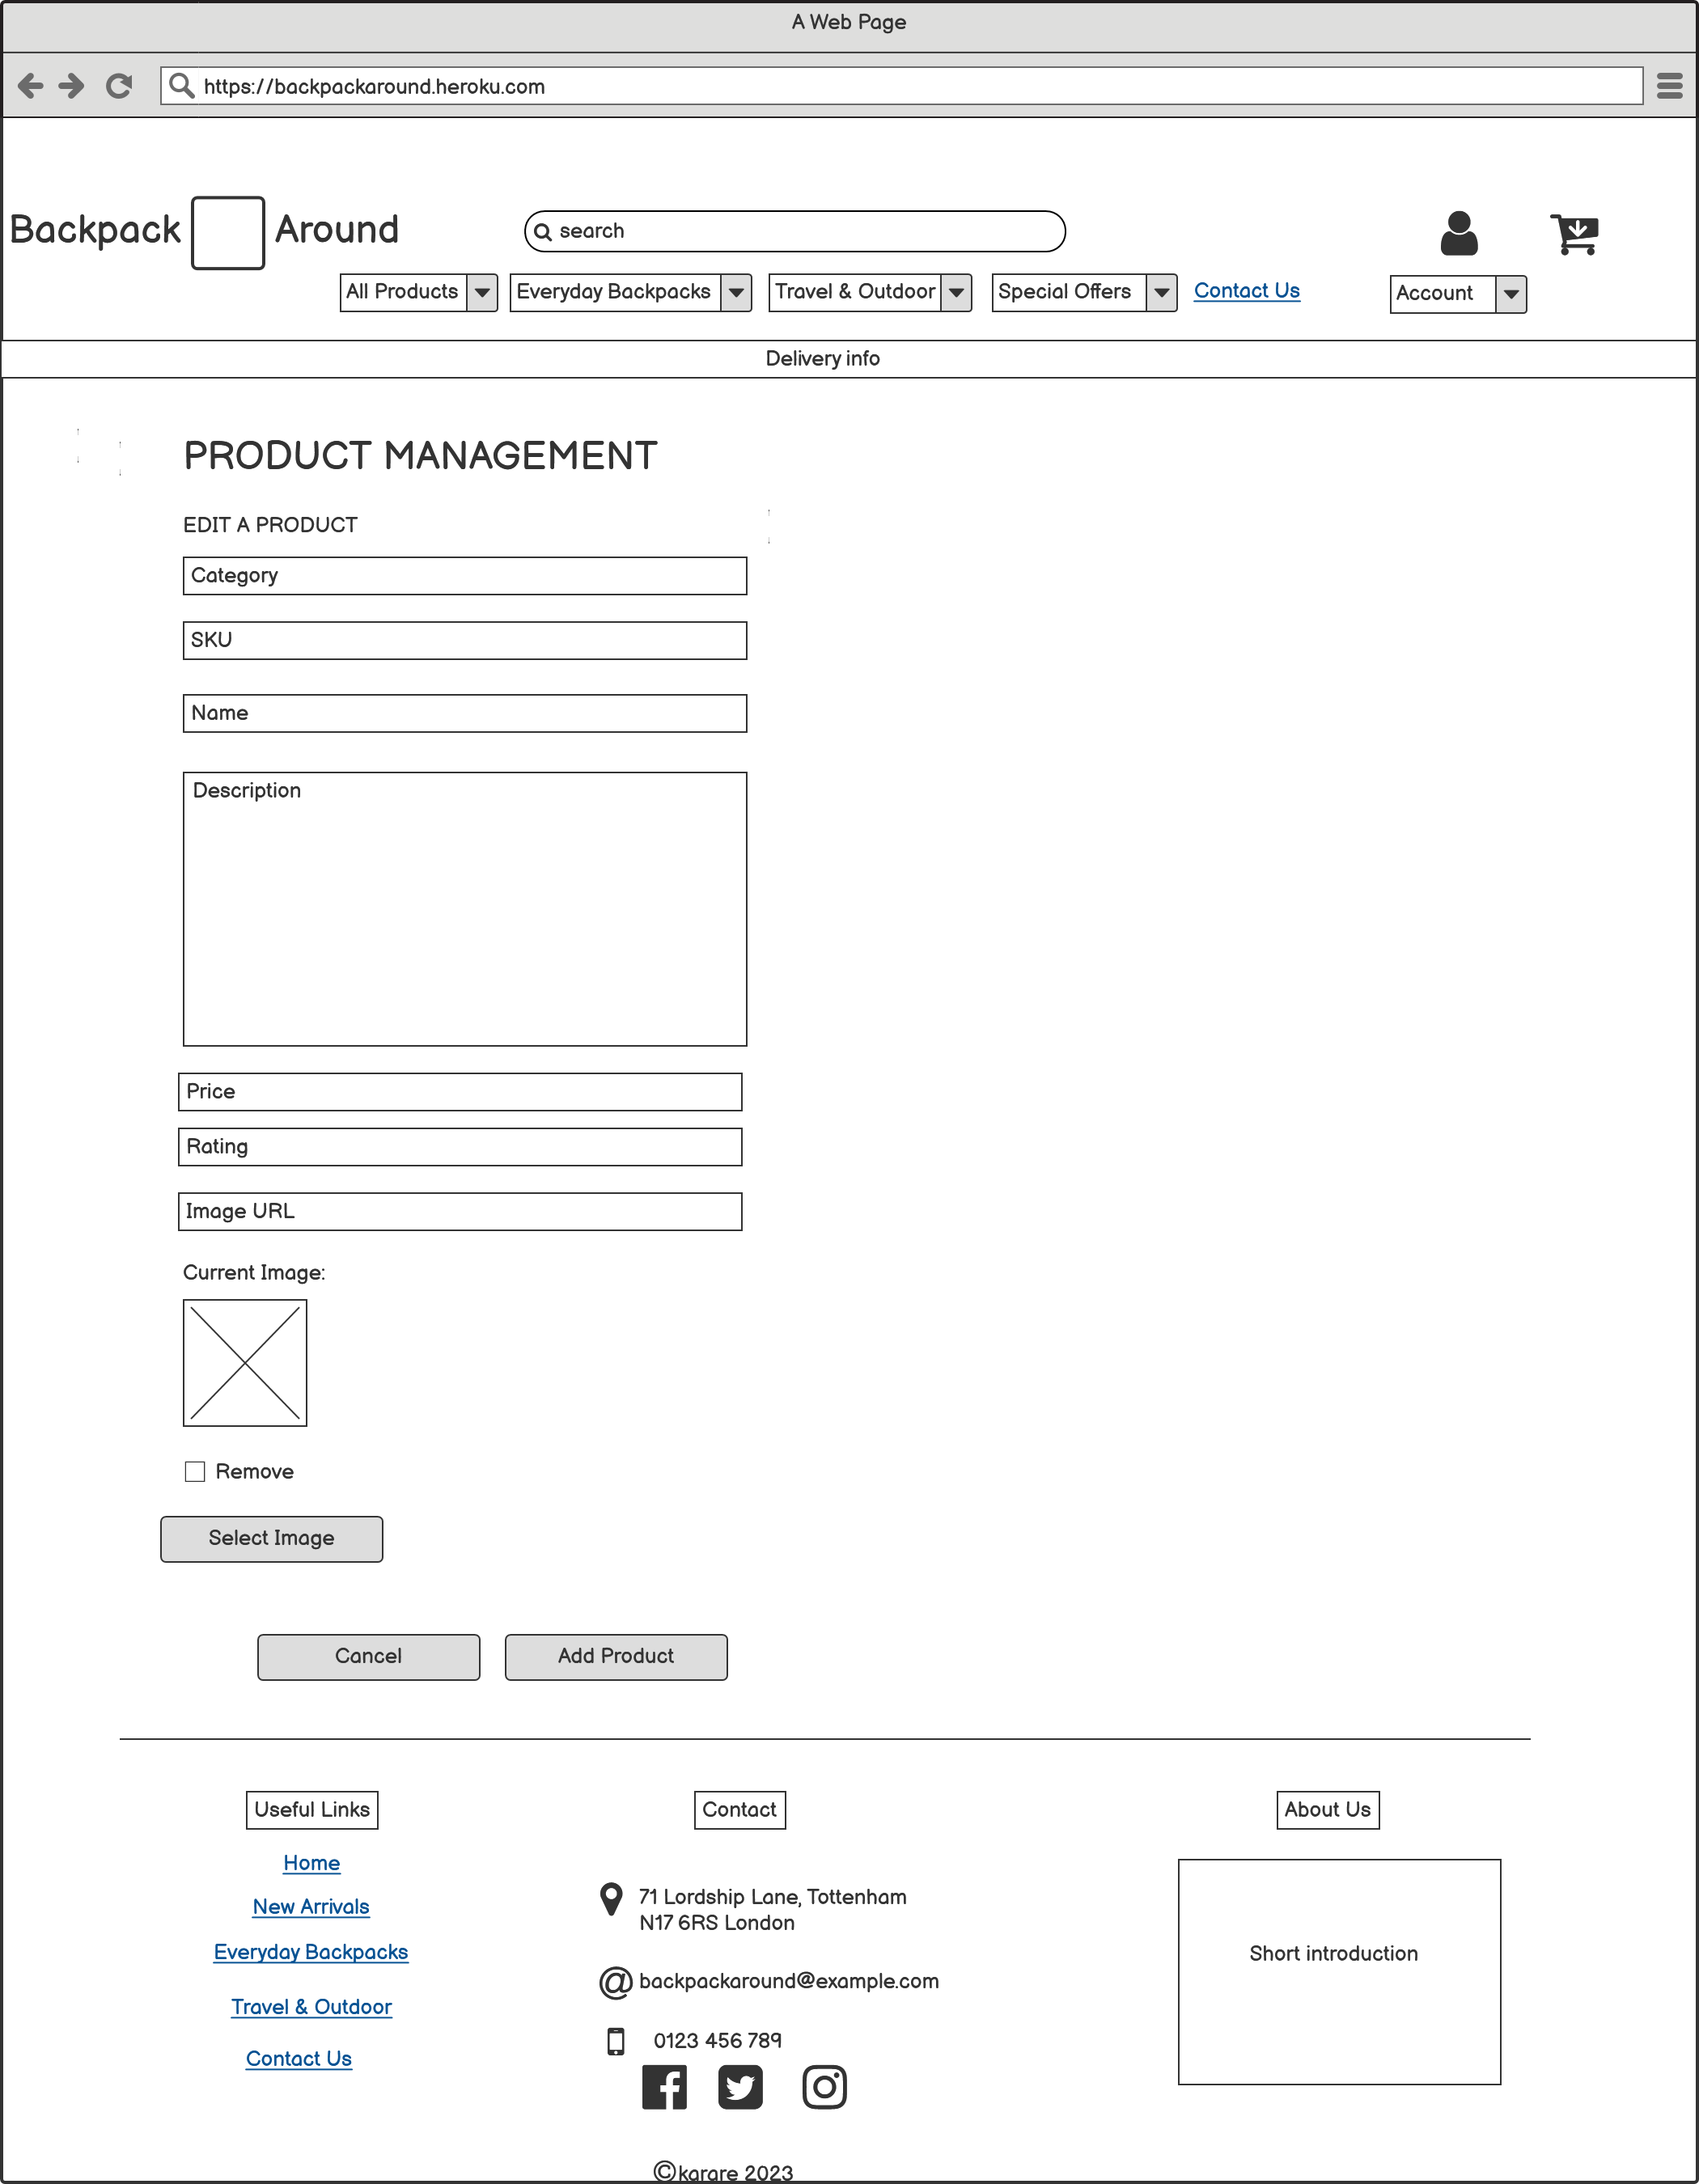 A Web Page
https://backpackaround.heroku.com
Backpack Around
search
All Products Everyday Backpacks Travel & Outdoor Special Offers Contact Us Account
Delivery info
PRODUCT MANAGEMENT
EDIT A PRODUCT
Category
SKU
Name
Description
Price
Rating
Image URL
Current Image:
Remove
Select Image
Cancel Add Product
Useful Links
Home
New Arrivals
Everyday Backpacks
Travel & Outdoor
Contact Us
Contact
71 Lordship Lane, Tottenham
N17 6RS London
@ backpackaround@example.com
0123 456 789
©karare 2023
About Us
Short introduction